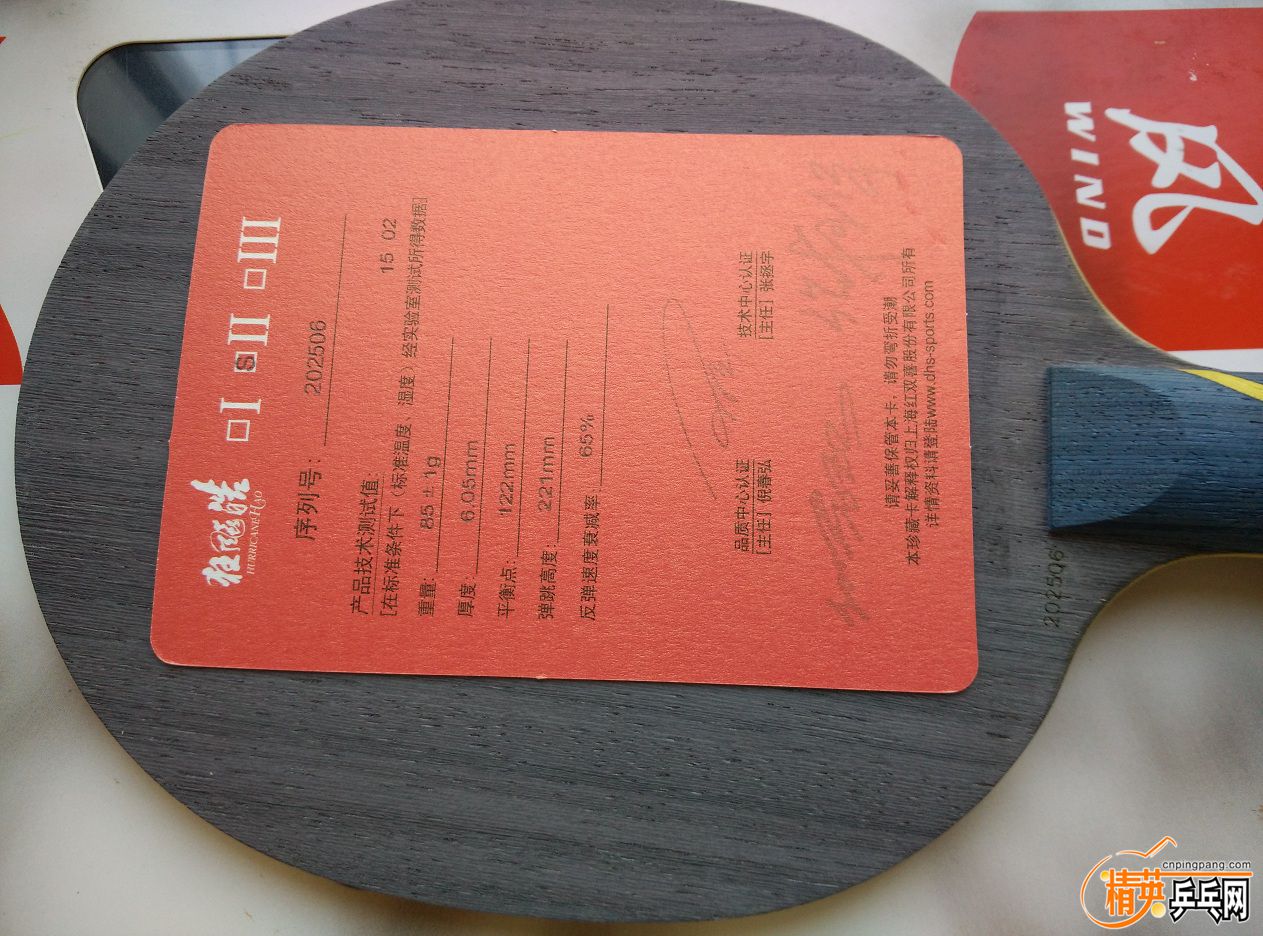 狂飚皓
HURRICANE HAO
□I SII □III
序列号: 202506
产品技术测试值:
15 02
[在标准条件下（标准温度 湿度）经实验室测试所得数据]
重量: 85±1g
厚度: 6.05mm
平衡点: 122mm
弹跳高度: 221mm
反弹速度衰减率: 65%
品质中心认证 技术中心认证
[主任] 倪春弘 [主任] 张拯宇
请妥善保管本卡，请勿弯折受潮
本珍藏卡解释权归上海红双喜股份有限公司所有
详情资料请登陆www.dhs-sports.com
202506
风
WIND
cnpingpang.com
精英乒乓网